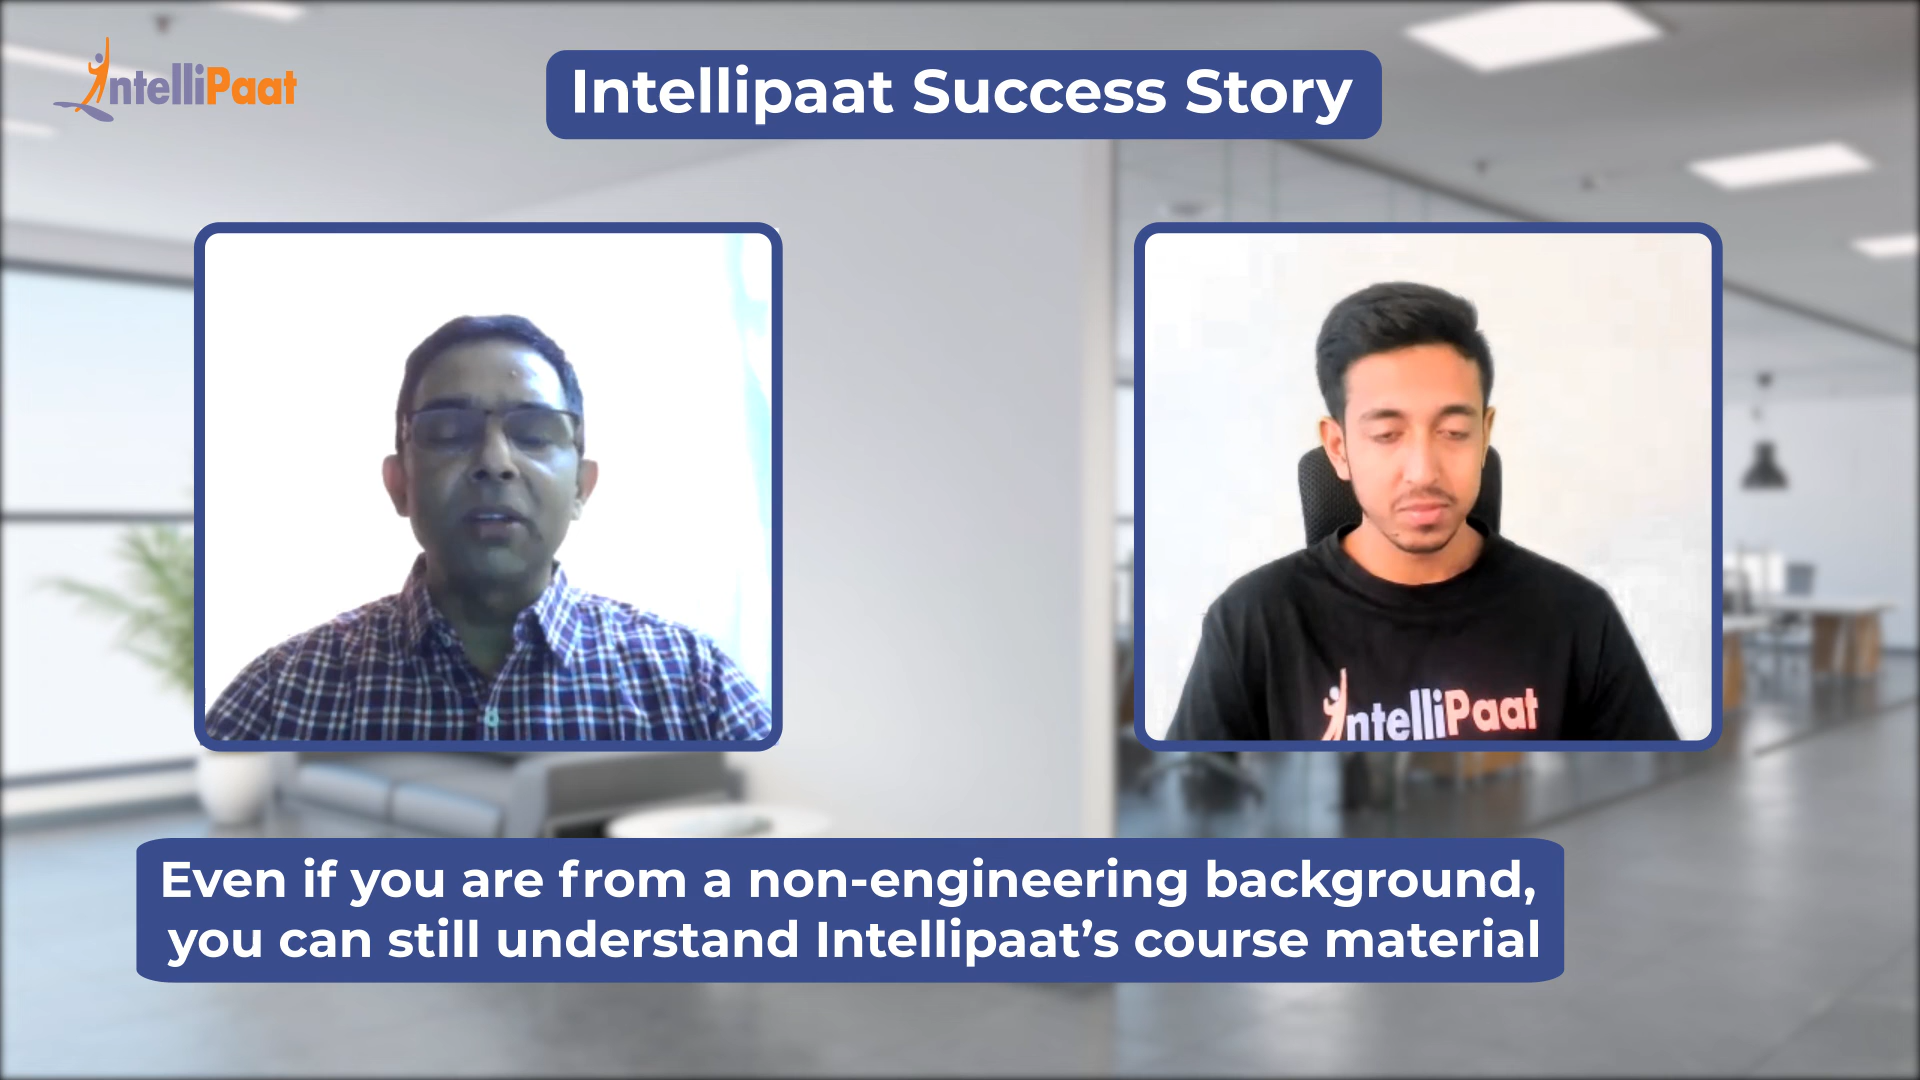 IntelliPaat
Intellipaat Success Story
IntelliPaat
Even if you are from a non-engineering background,
you can still understand Intellipaat’s course material